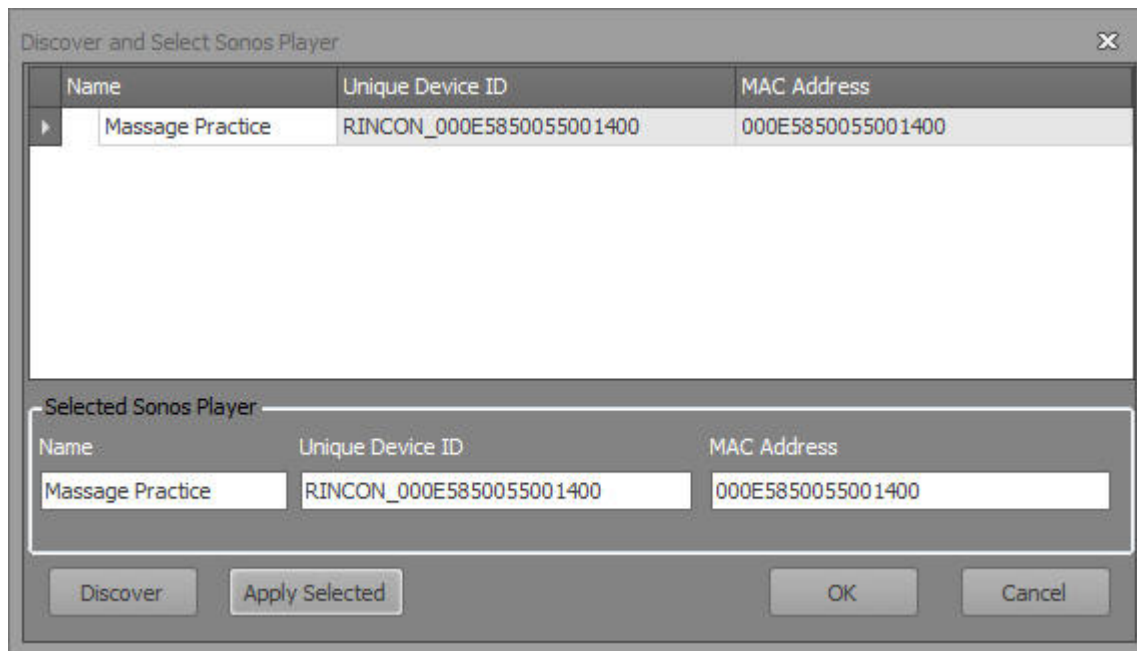 Discover and Select Sonos Player
Name Unique Device ID MAC Address
Massage Practice RINCON_000E5850055001400 000E5850055001400
Selected Sonos Player
Name Unique Device ID MAC Address
Massage Practice RINCON_000E5850055001400 000E5850055001400
Discover Apply Selected OK Cancel